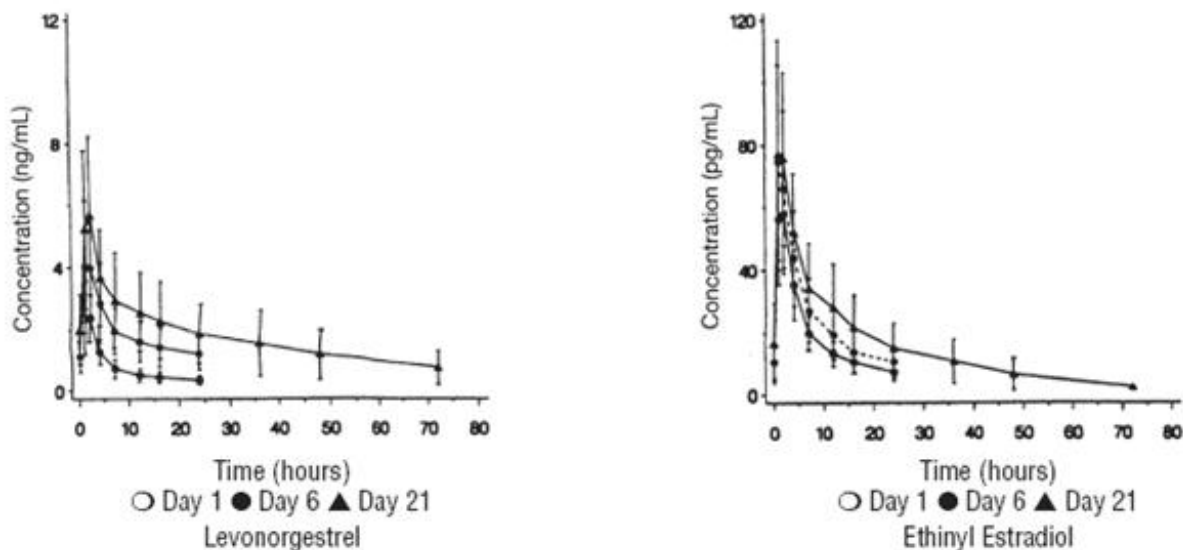 12
8
4
0
Concentration (ng/mL)
0 10 20 30 40 50 60 70 80
Time (hours)
○ Day 1 ● Day 6 ▲ Day 21
Levonorgestrel
120
80
40
0
Concentration (pg/mL)
0 10 20 30 40 50 60 70 80
Time (hours)
○ Day 1 ● Day 6 ▲ Day 21
Ethinyl Estradiol